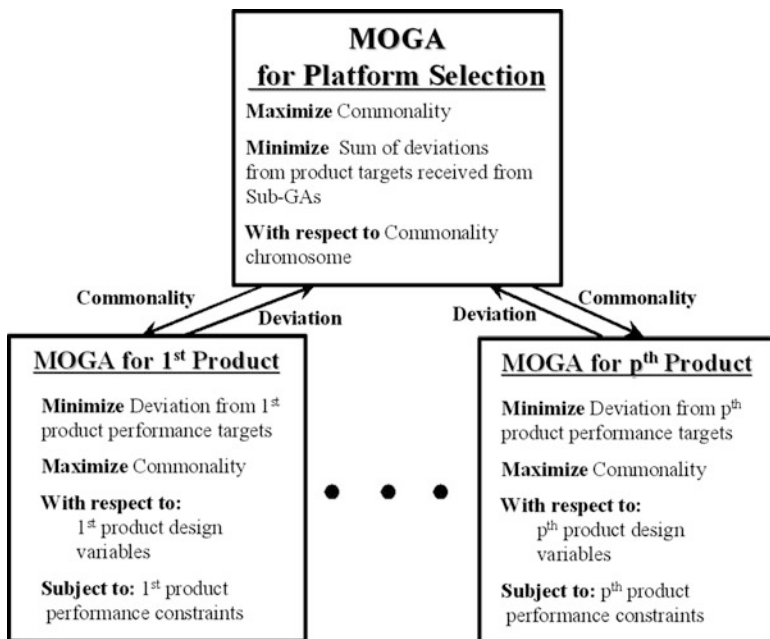 MOGA
for Platform Selection
Maximize Commonality
Minimize Sum of deviations
from product targets received from
Sub-GAs
With respect to Commonality
chromosome
Commonality
Deviation
Deviation
Commonality
MOGA for 1st Product
Minimize Deviation from 1st
product performance targets
Maximize Commonality
With respect to:
1st product design
variables
Subject to: 1st product
performance constraints
MOGA for pth Product
Minimize Deviation from pth
product performance targets
Maximize Commonality
With respect to:
pth product design
variables
Subject to: pth product
performance constraints